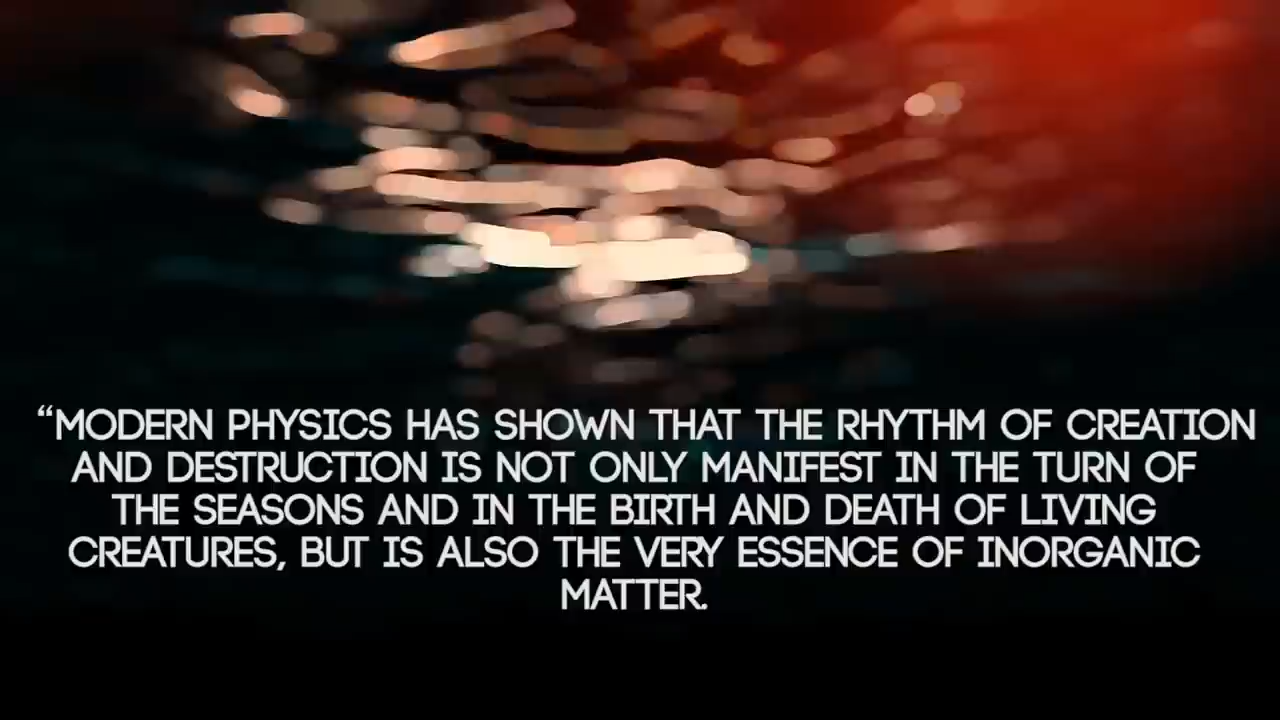 “MODERN PHYSICS HAS SHOWN THAT THE RHYTHM OF CREATION
AND DESTRUCTION IS NOT ONLY MANIFEST IN THE TURN OF
THE SEASONS AND IN THE BIRTH AND DEATH OF LIVING
CREATURES, BUT IS ALSO THE VERY ESSENCE OF INORGANIC
MATTER.